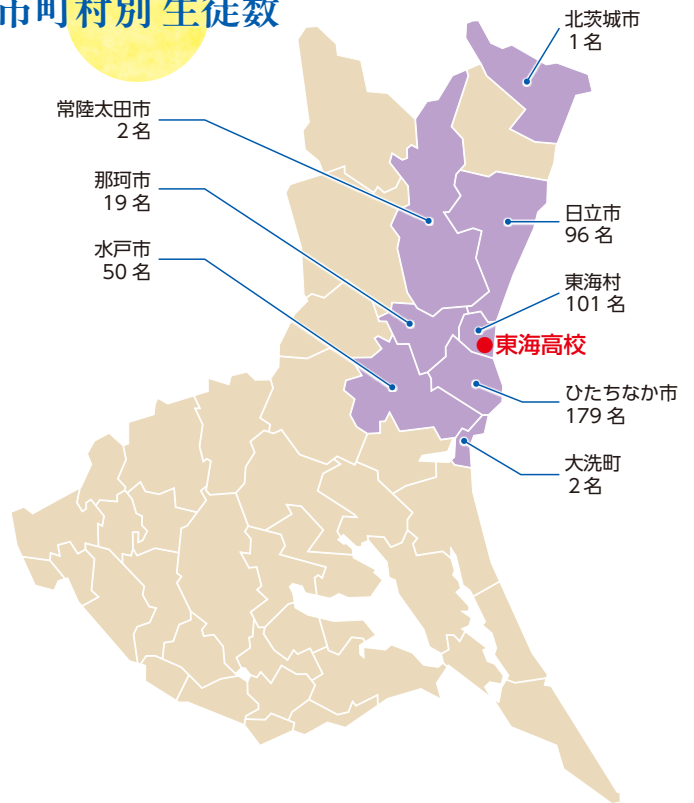 市町村別 生徒数
北茨城市
1名
常陸太田市
2名
那珂市
19名
水戸市
50名
日立市
96名
東海村
101名
東海高校
ひたちなか市
179名
大洗町
2名